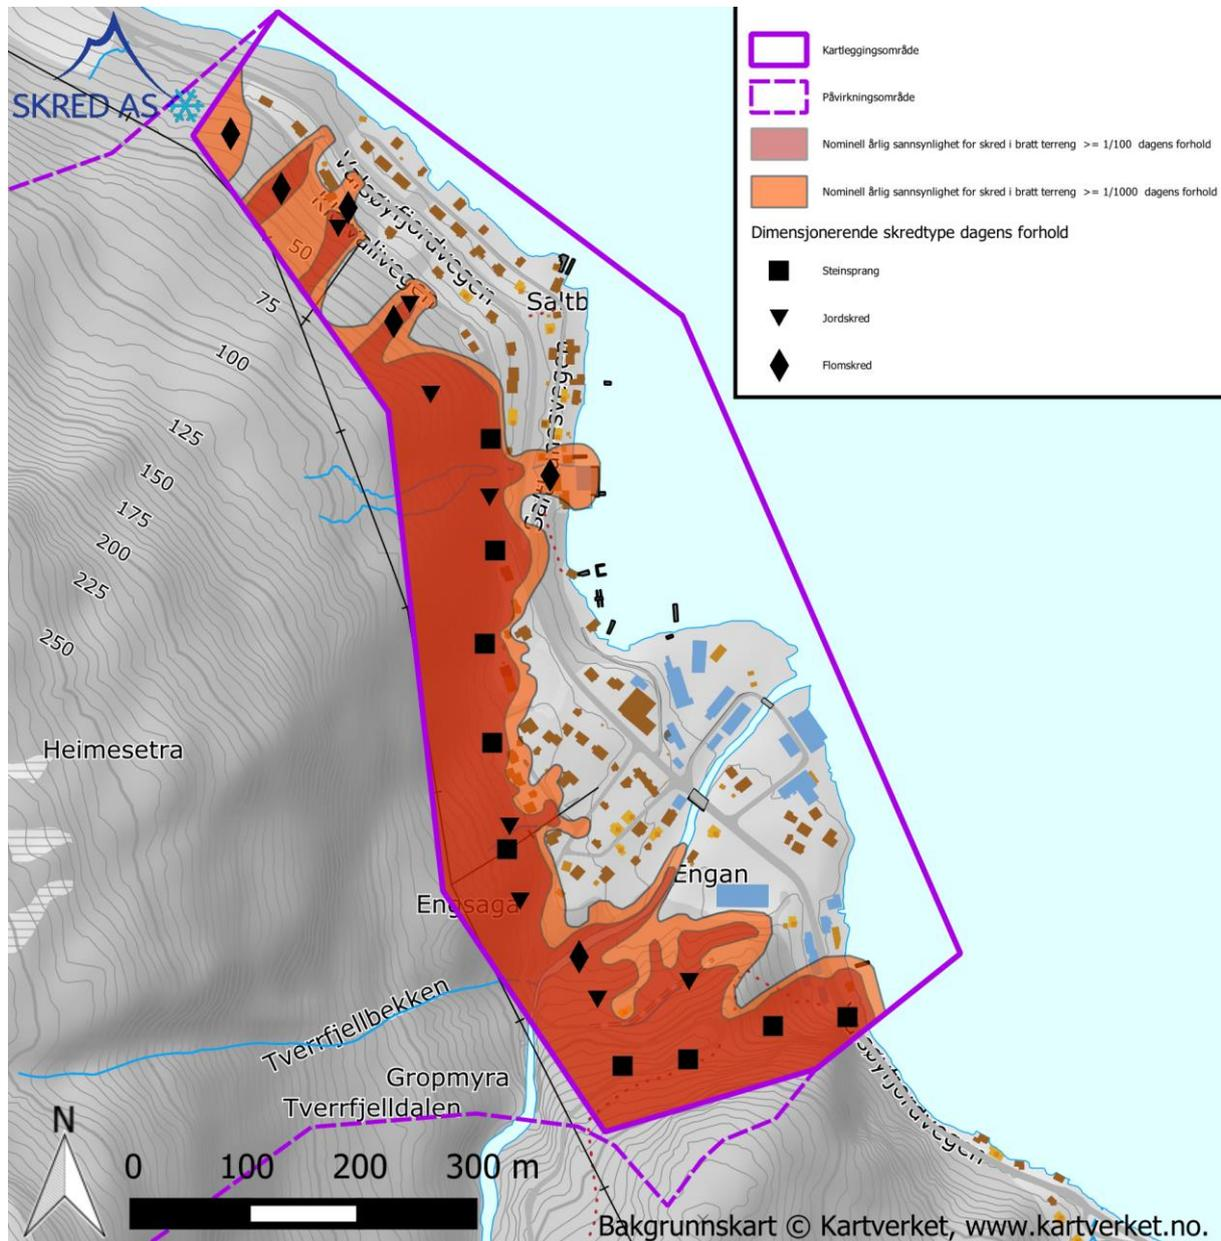 SKRED AS
Kartleggingsområde
Påvirkningsområde
Nominell årlig sannsynlighet for skred i bratt terreng >= 1/100 dagens forhold
Nominell årlig sannsynlighet for skred i bratt terreng >= 1/1000 dagens forhold
Dimensjonerende skredtype dagens forhold
Steinsprang
Jordskred
Flomskred
Valsøyfjordvegen
50
75
Saltb
100
125
150
175
200
225
250
Heimesetra
Engan
Engsaga
Tverrfjellbekken
Gropmyra
Tverrfjelldalen
søyfjordvegen
N
0 100 200 300 m
Bakgrunnskart © Kartverket, www.kartverket.no.